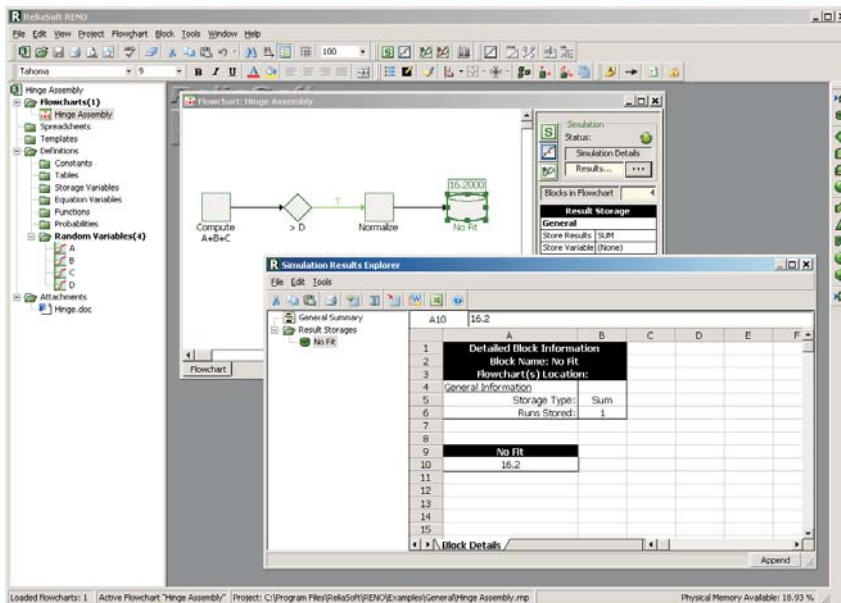 ReliaSoft RENO
File Edit View Project Flowchart Block Tools Window Help
100
Tahoma 9 B I U A
Hinge Assembly
Flowcharts(1)
Hinge Assembly
Spreadsheets
Templates
Definitions
Constants
Tables
Storage Variables
Equation Variables
Functions
Probabilities
Random Variables(4)
A
B
C
D
Attachments
Hinge.doc
Flowchart: Hinge Assembly
Compute
A+B+C
> D
T
Normalize
16.2000
No Fit
Flowchart
Simulation
Status:
Simulation Details
Results... ...
Blocks in Flowchart 4
Result Storage
General
Store Results SUM
Store Variable (None)
Simulation Results Explorer
File Edit Tools
General Summary
Result Storages
No Fit
A10 16.2
A B C D E F
1 Detailed Block Information
2 Block Name: No Fit
3 Flowchart(s) Location:
4 General Information
5 Storage Type: Sum
6 Runs Stored: 1
7
8
9 No Fit
10 16.2
11
12
13
14
15
Block Details
Append
Loaded flowcharts: 1 Active Flowchart "Hinge Assembly" Project: C:\Program Files\ReliaSoft\RENO\Examples\General\Hinge Assembly.rnp Physical Memory Available: 18.93 %